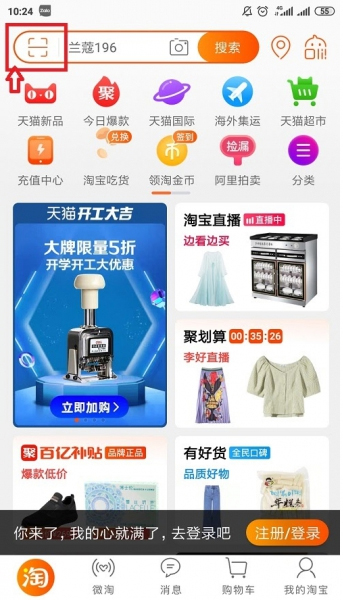 10:24 Zalo 4G 55
兰蔻196 搜索 Oli!
天猫新品 今日爆款 天猫国际 海外集运 天猫超市
聚
兑换 签到 捡漏
充值中心 淘宝吃货 领淘金币 阿里拍卖 分类
天猫开工大吉
大牌限量5折
开学开工大优惠
立即加购>
淘宝直播 直播中
边看边买
聚划算 00:35:26
李好直播
聚 百亿补贴 品牌正品
爆款低价
有好货 全民口碑
品质好物
你来了，我的心就满了，去登录吧 注册/登录
淘 微淘 消息 购物车 我的淘宝